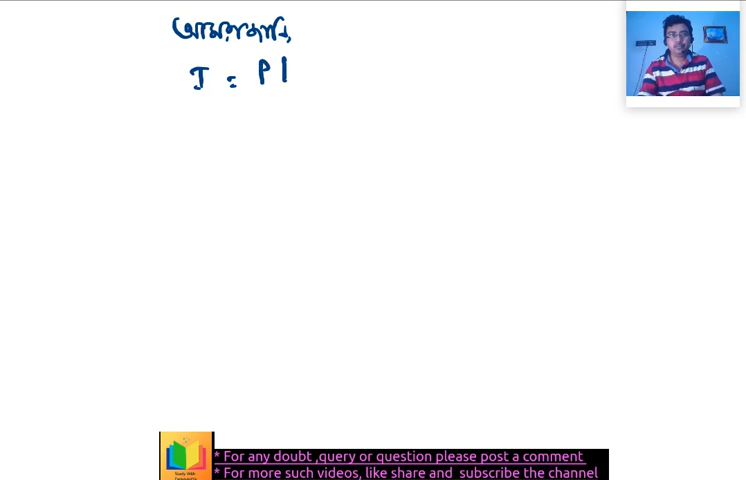 আমরা জানি,
I = P |
* For any doubt ,query or question please post a comment
* For more such videos, like share and subscribe the channel